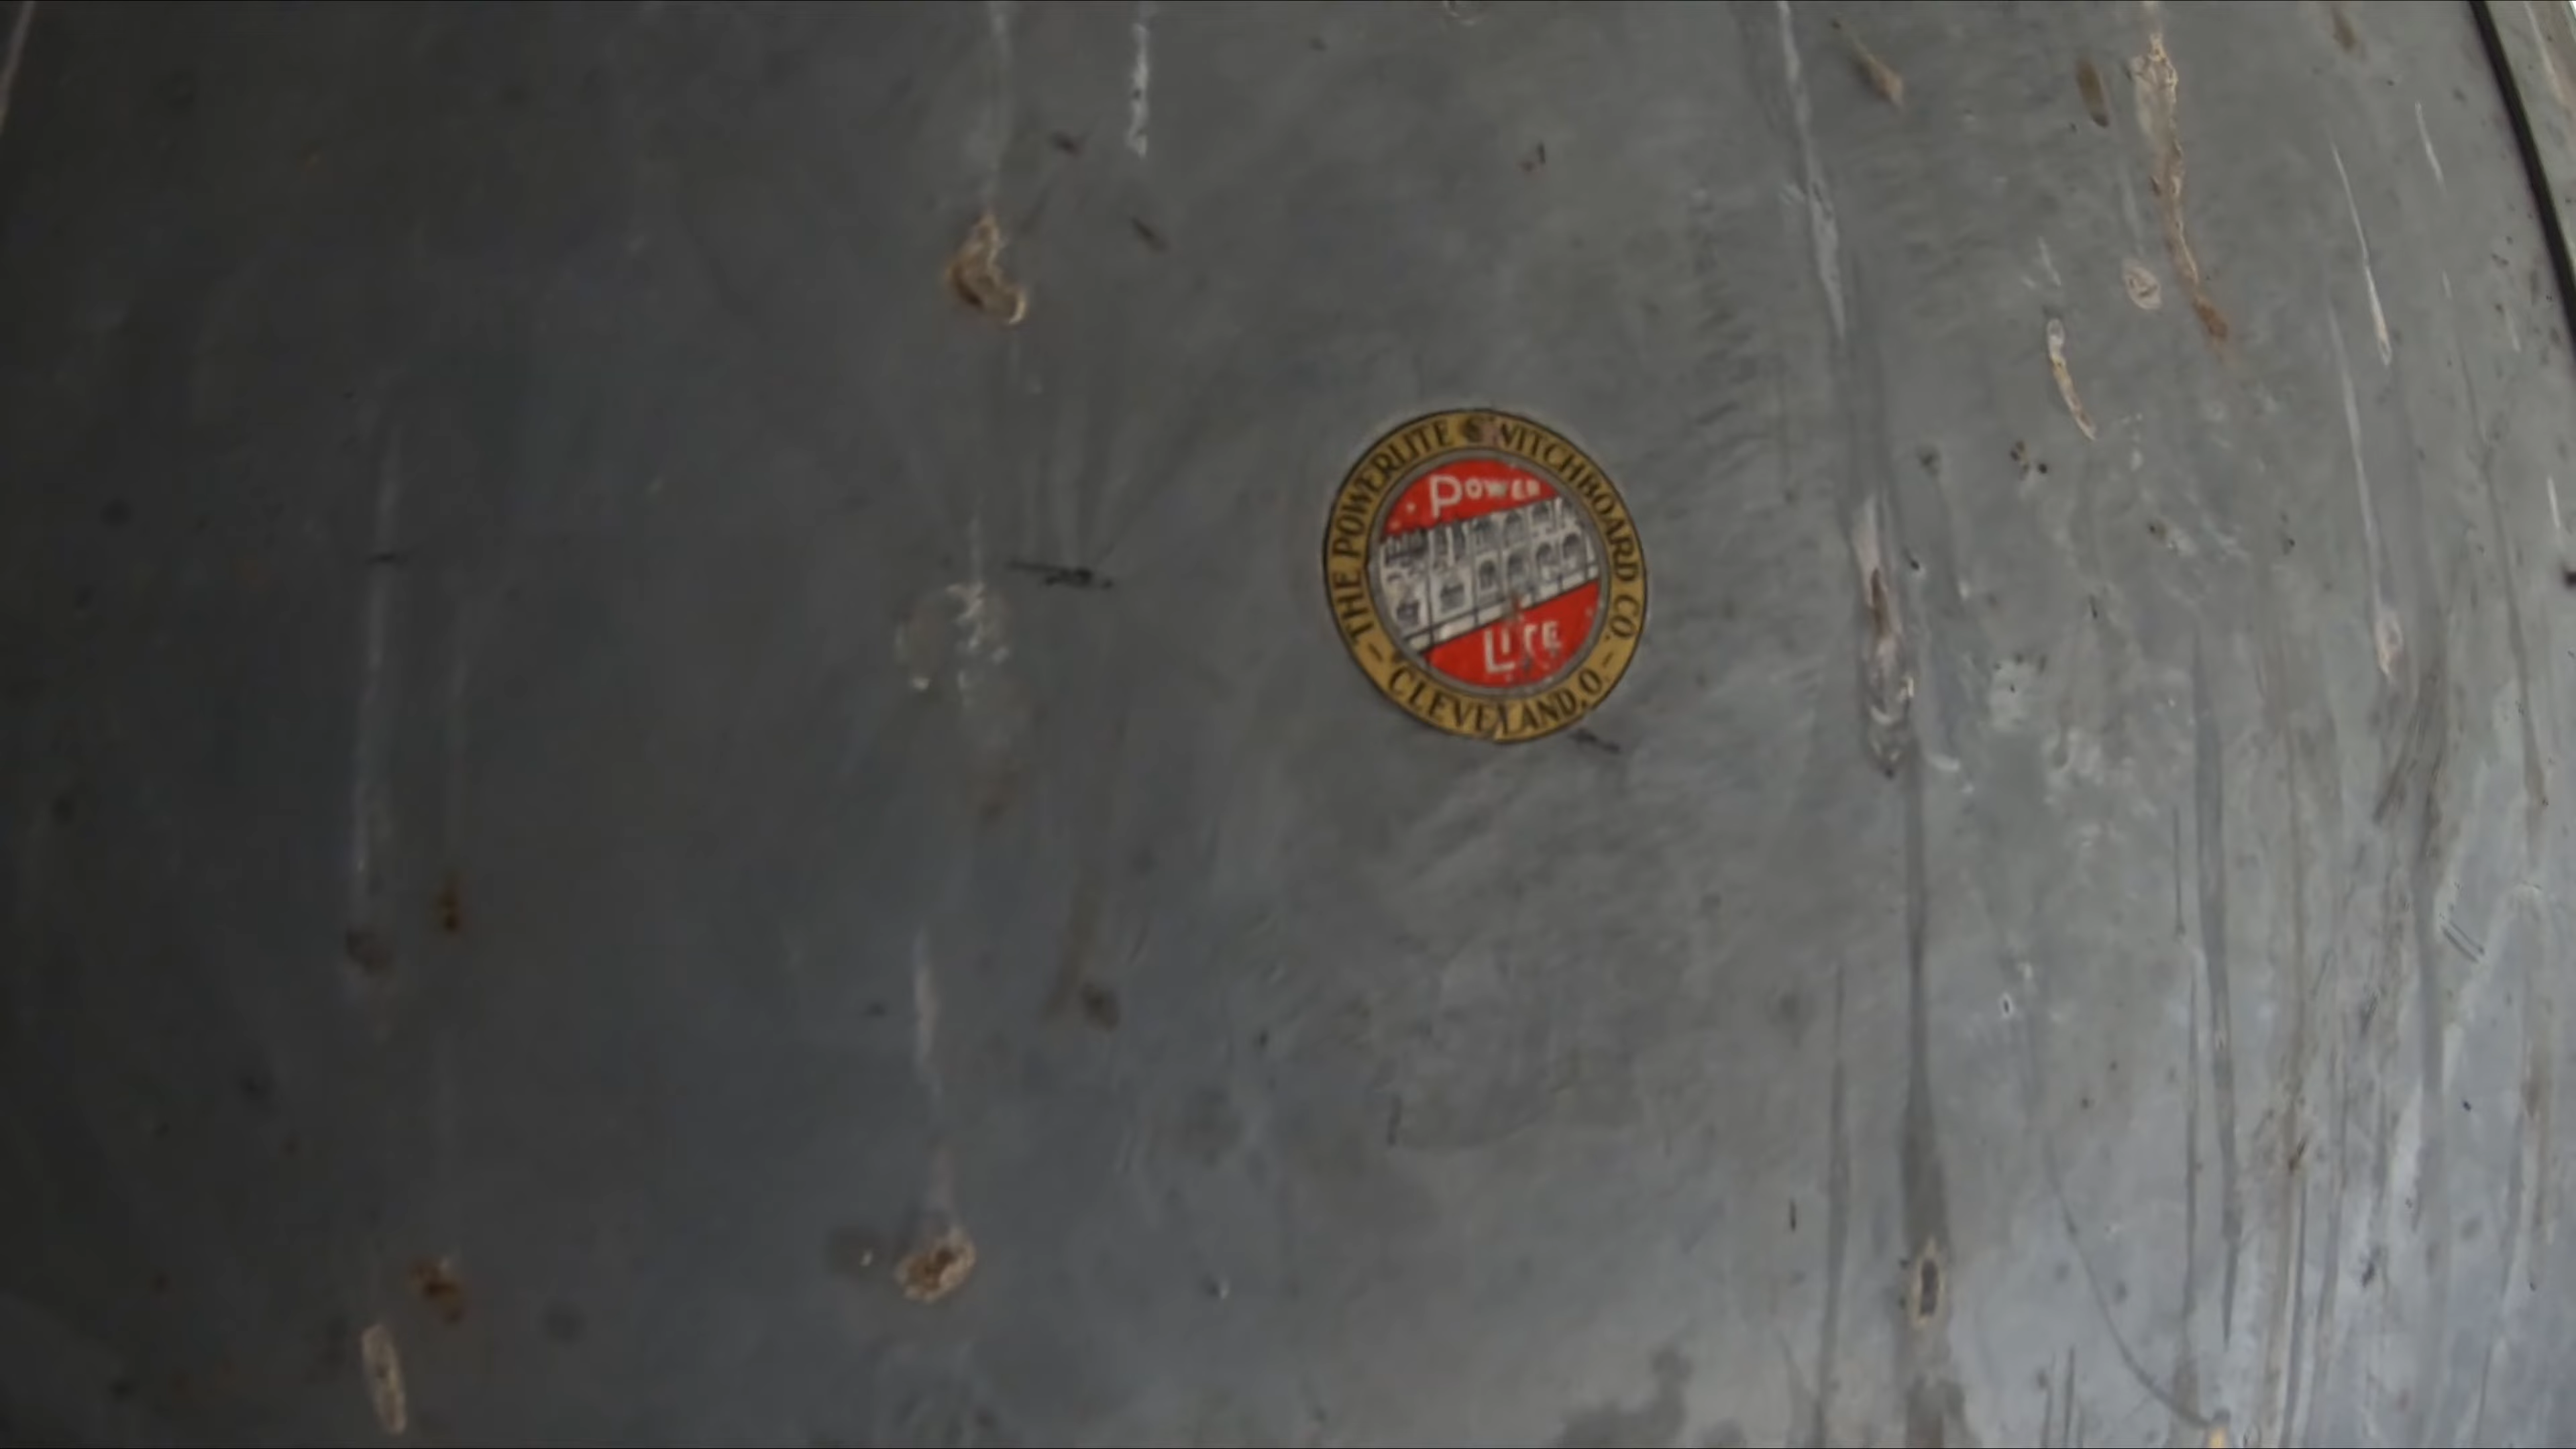 THE POWERLITE SWITCHBOARD CO.
POWER
LITE
– CLEVELAND, O. –